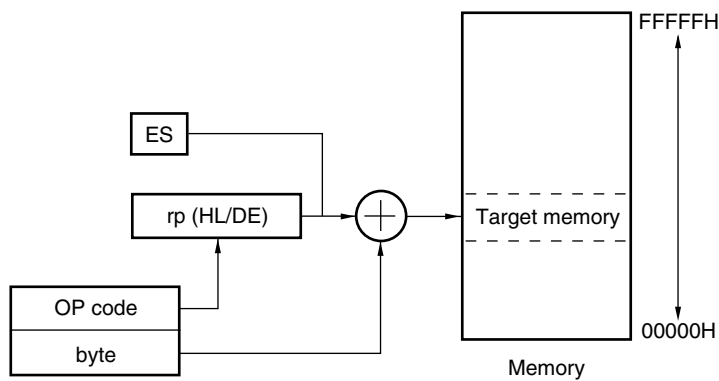 FFFFFH
ES
rp (HL/DE)
Target memory
OP code
byte
00000H
Memory